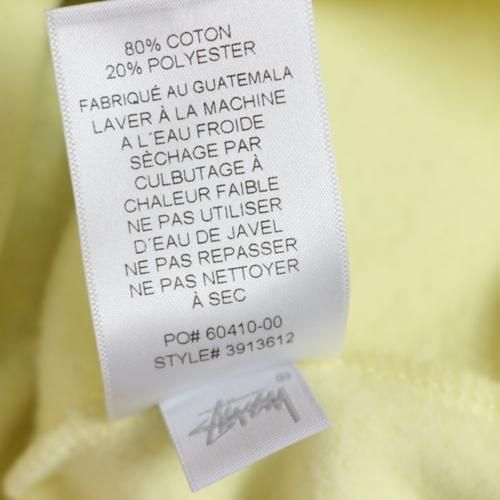 80% COTON
20% POLYESTER
FABRIQUÉ AU GUATEMALA
LAVER À LA MACHINE
A L'EAU FROIDE
SÈCHAGE PAR
CULBUTAGE À
CHALEUR FAIBLE
NE PAS UTILISER
D'EAU DE JAVEL
NE PAS REPASSER
NE PAS NETTOYER
À SEC
PO# 60410-00
STYLE# 3913612
Stüssy ®